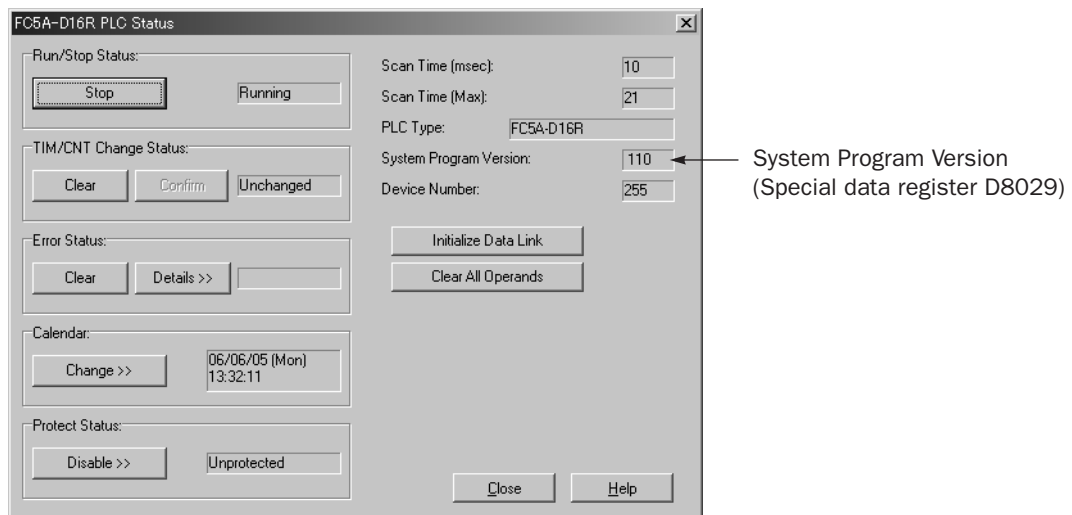 FC5A-D16R PLC Status
Run/Stop Status:
Stop
Running
TIM/CNT Change Status:
Clear
Confirm
Unchanged
Error Status:
Clear
Details >>
Calendar:
Change >>
06/06/05 (Mon)
13:32:11
Protect Status:
Disable >>
Unprotected
Scan Time (msec):
10
Scan Time (Max):
21
PLC Type:
FC5A-D16R
System Program Version:
110
Device Number:
255
Initialize Data Link
Clear All Operands
Close
Help
System Program Version
(Special data register D8029)